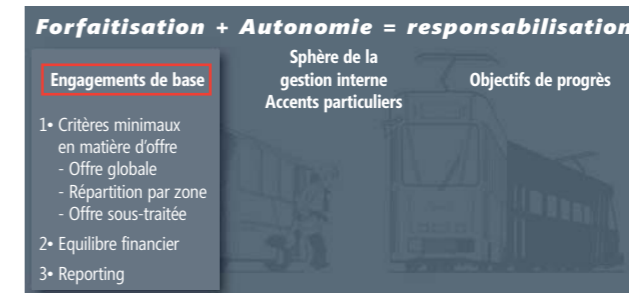 Forfaitisation + Autonomie = responsabilisation
Engagements de base
1• Critères minimaux
en matière d'offre
- Offre globale
- Répartition par zone
- Offre sous-traitée
2• Equilibre financier
3• Reporting
Sphère de la
gestion interne
Accents particuliers
Objectifs de progrès